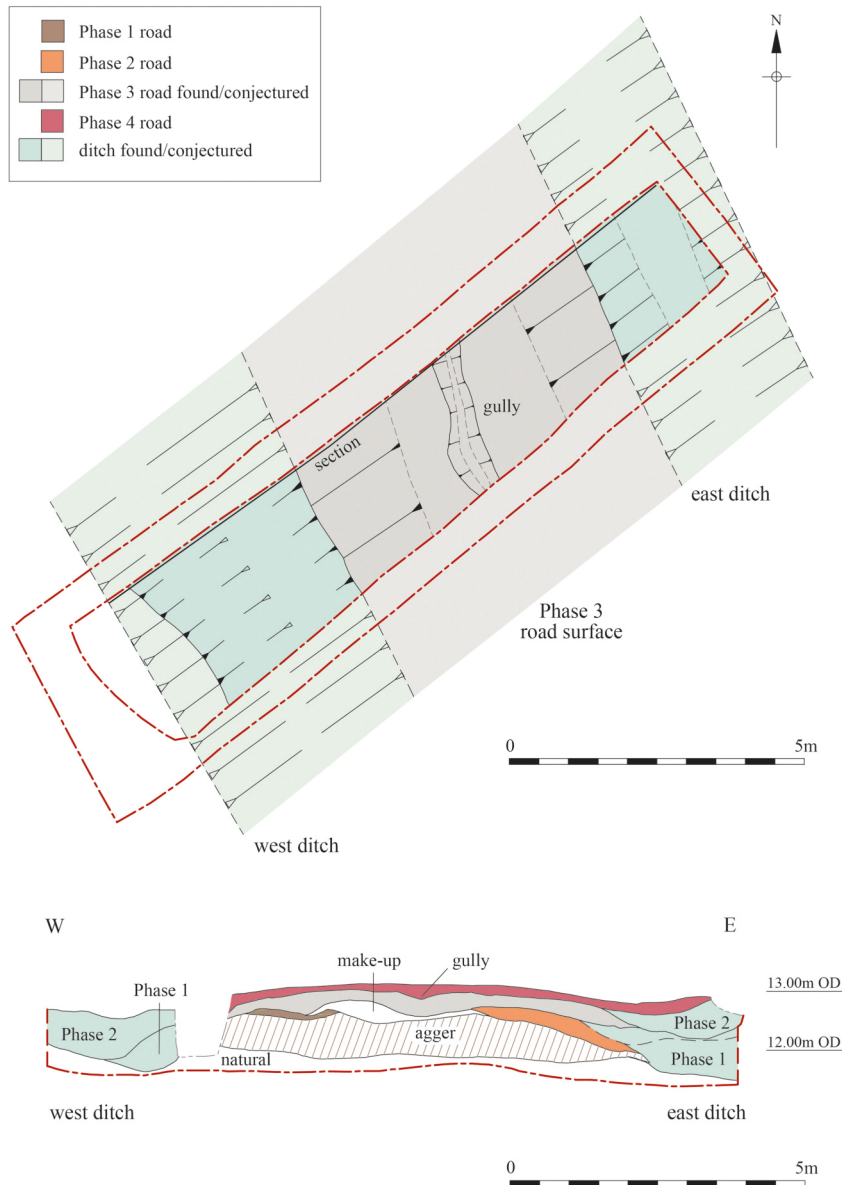 Phase 1 road
Phase 2 road
Phase 3 road found/conjectured
Phase 4 road
ditch found/conjectured
N
gully
section
east ditch
Phase 3
road surface
0
5m
west ditch
W
E
make-up
gully
Phase 1
13.00m OD
Phase 2
Phase 2
agger
12.00m OD
natural
Phase 1
west ditch
east ditch
0
5m